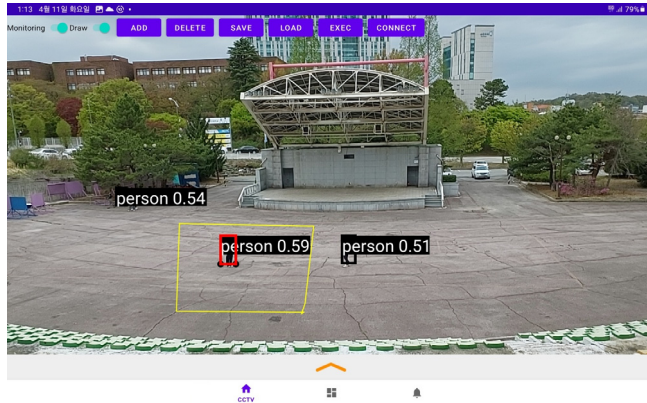 1:13 4월 11일 화요일
79%
Monitoring Draw ADD DELETE SAVE LOAD EXEC CONNECT
person 0.54
person 0.59 person 0.51
CCTV